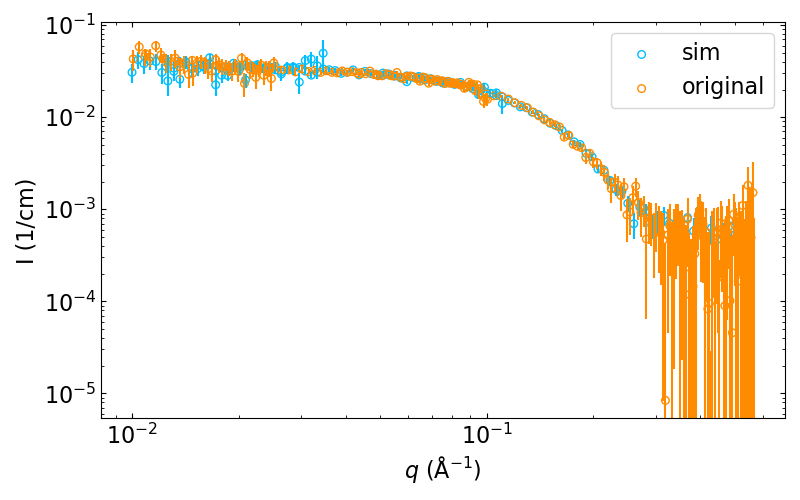 10⁻¹
10⁻²
10⁻³
10⁻⁴
10⁻⁵
I (1/cm)
sim
original
10⁻² 10⁻¹
q (Å⁻¹)